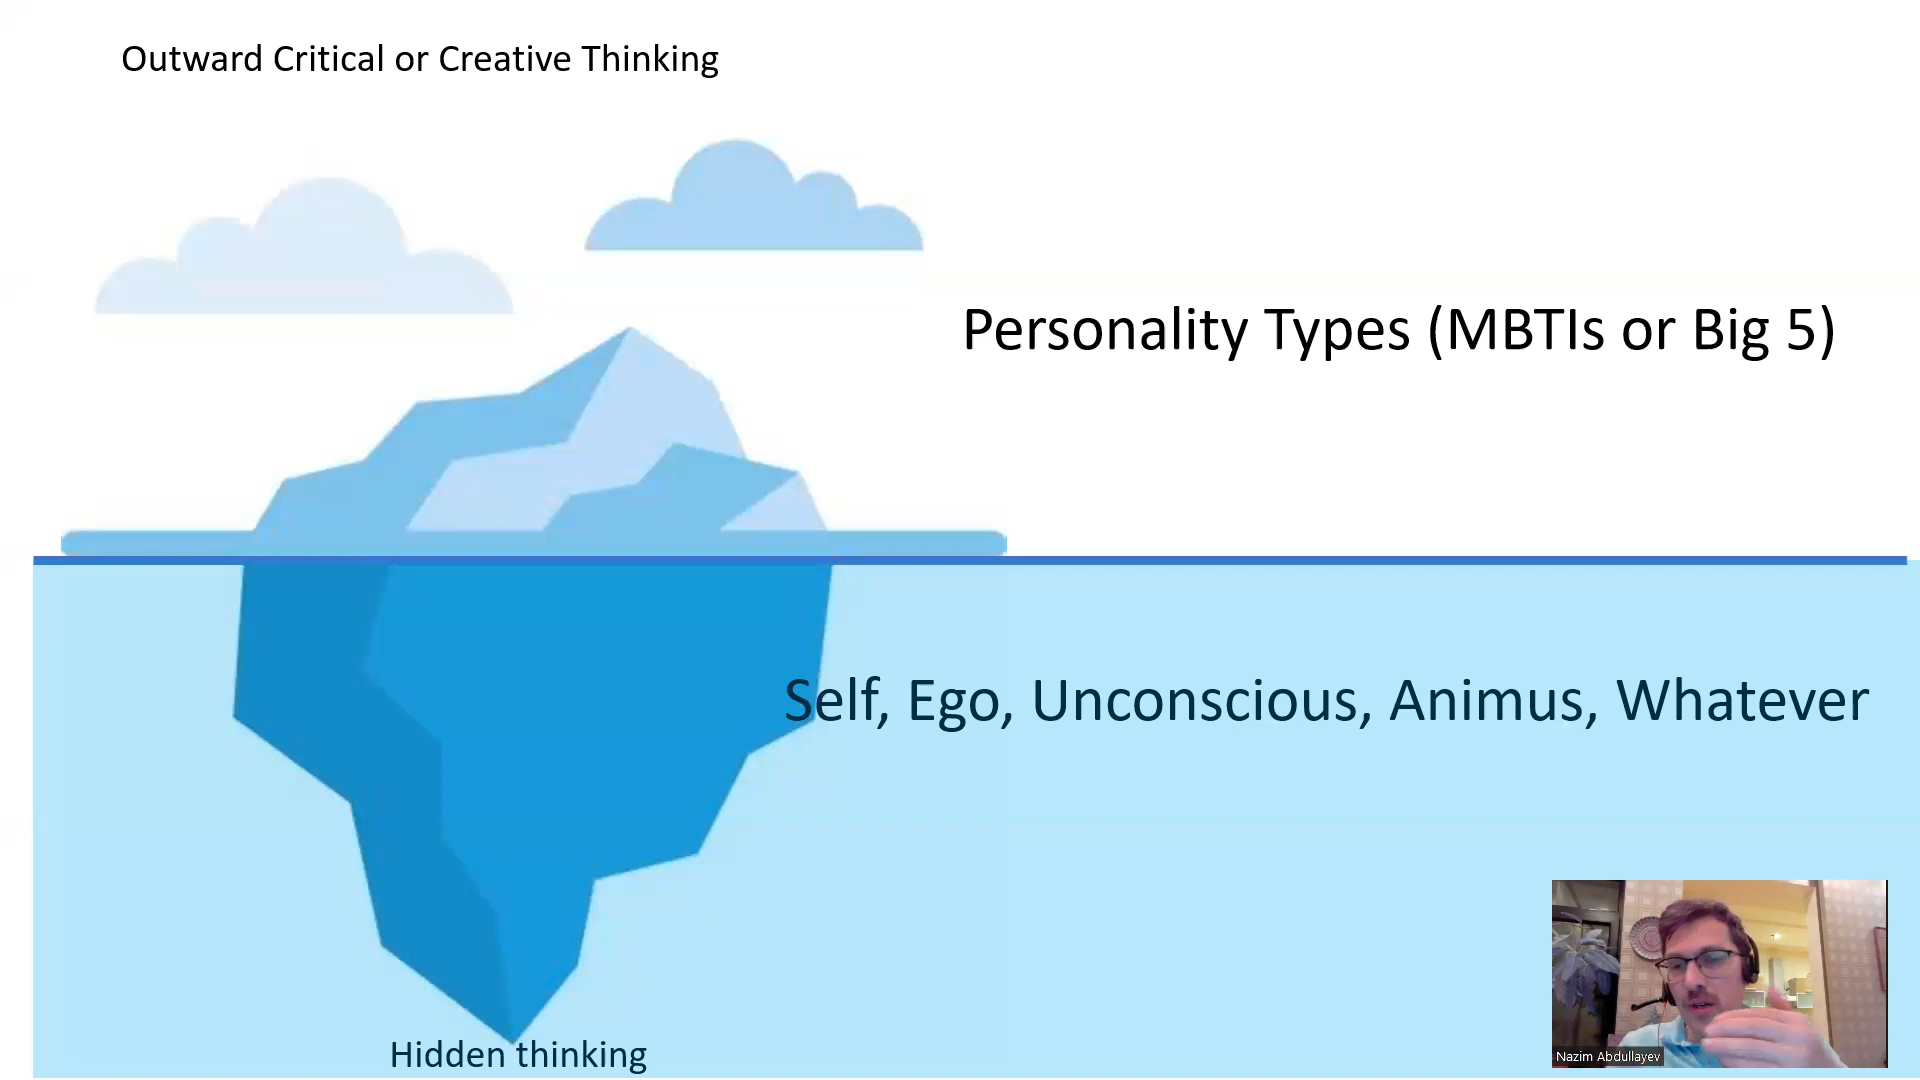 Outward Critical or Creative Thinking
Personality Types (MBTIs or Big 5)
Self, Ego, Unconscious, Animus, Whatever
Hidden thinking
Nazim Abdullayev